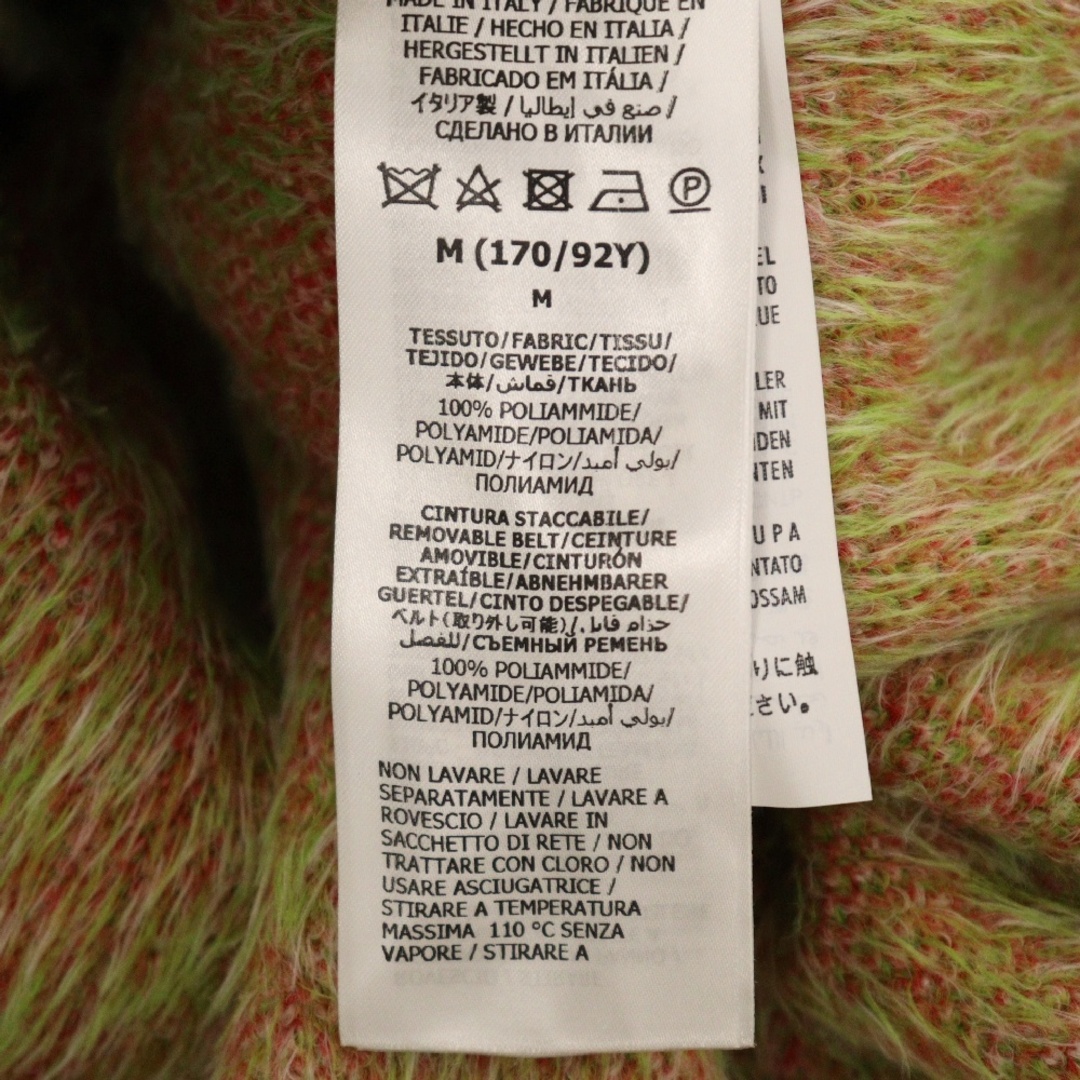 MADE IN ITALY / FABRIQUÉ EN
ITALIE / HECHO EN ITALIA /
HERGESTELLT IN ITALIEN /
FABRICADO EM ITÁLIA /
イタリア製 / صنع في إيطاليا /
СДЕЛАНО В ИТАЛИИ
P
M (170/92Y)
M
TESSUTO/FABRIC/TISSU/
TEJIDO/GEWEBE/TECIDO/
本体/قماش/ТКАНЬ
100% POLIAMMIDE/
POLYAMIDE/POLIAMIDA/
POLYAMID/ナイロン/بولي أميد/
ПОЛИАМИД
CINTURA STACCABILE/
REMOVABLE BELT/CEINTURE
AMOVIBLE/CINTURÓN
EXTRAÍBLE/ABNEHMBARER
GUERTEL/CINTO DESPEGABLE/
ベルト(取り外し可能)/حزام قابل
للفصل/СЪЕМНЫЙ РЕМЕНЬ
100% POLIAMMIDE/
POLYAMIDE/POLIAMIDA/
POLYAMID/ナイロン/بولي أميد/
ПОЛИАМИД
NON LAVARE / LAVARE
SEPARATAMENTE / LAVARE A
ROVESCIO / LAVARE IN
SACCHETTO DI RETE / NON
TRATTARE CON CLORO / NON
USARE ASCIUGATRICE /
STIRARE A TEMPERATURA
MASSIMA 110 °C SENZA
VAPORE / STIRARE A
EL
TO
UE
LER
MIT
DEN
NTEN
UPA
NTATO
OSSAM
りに触
さい。